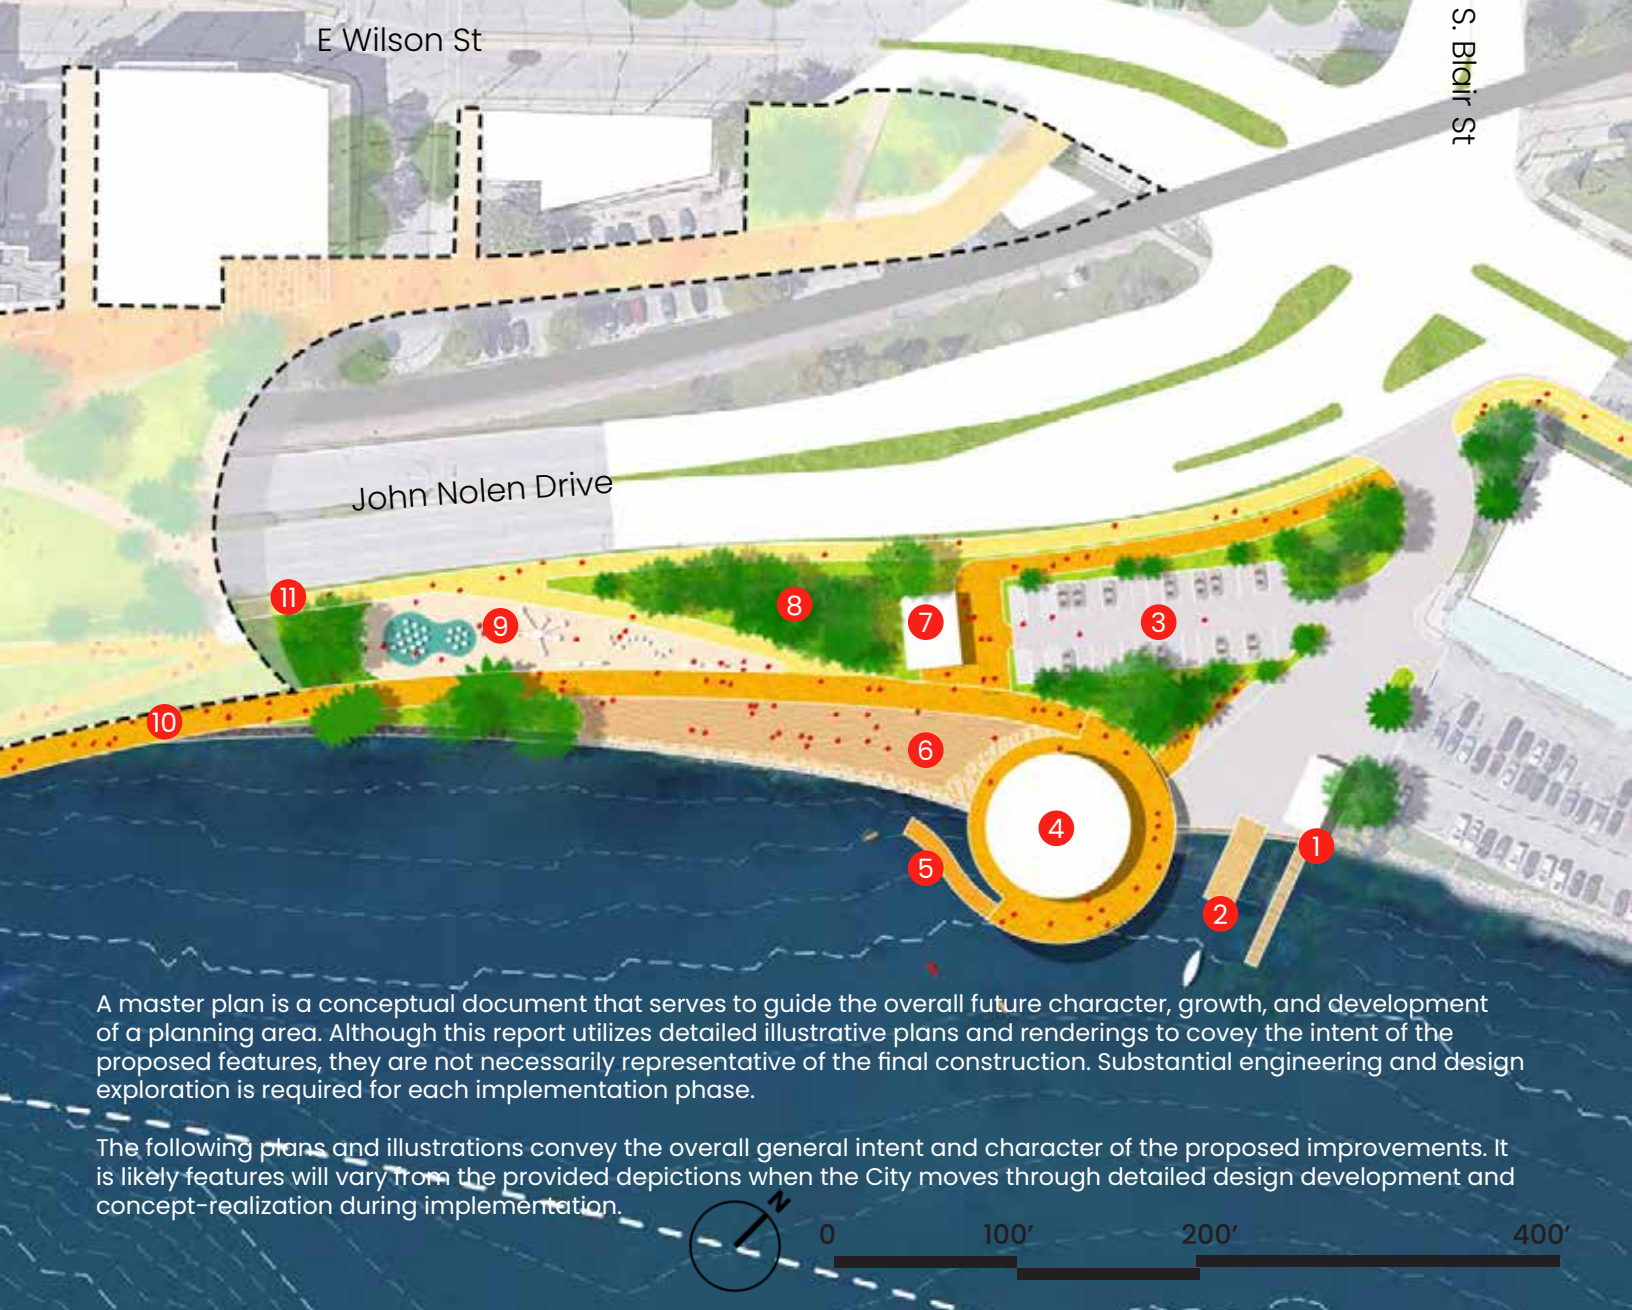 E Wilson St
S. Blair St
John Nolen Drive
11
9
8
7
3
10
6
4
5
1
2
A master plan is a conceptual document that serves to guide the overall future character, growth, and development
of a planning area. Although this report utilizes detailed illustrative plans and renderings to covey the intent of the
proposed features, they are not necessarily representative of the final construction. Substantial engineering and design
exploration is required for each implementation phase.
The following plans and illustrations convey the overall general intent and character of the proposed improvements. It
is likely features will vary from the provided depictions when the City moves through detailed design development and
concept-realization during implementation.
N
0 100′ 200′ 400′